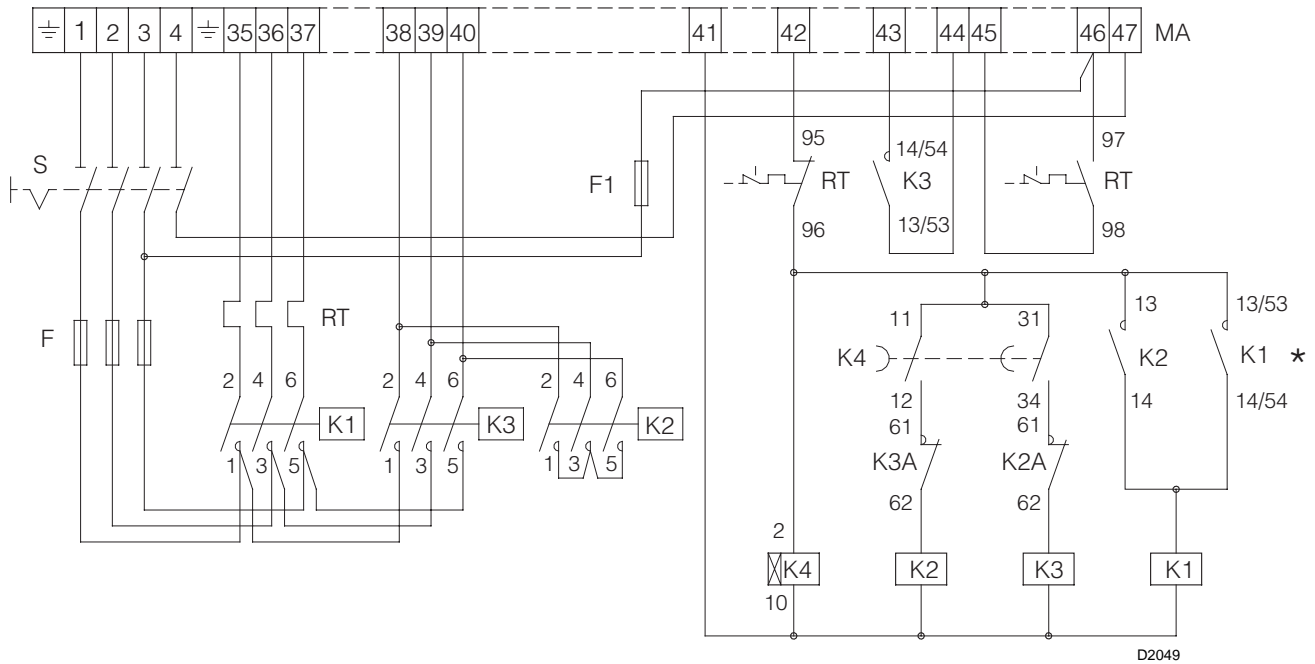 1 2 3 4 35 36 37 38 39 40 41 42 43 44 45 46 47 MA
95 97
S F1 14/54
RT K3 RT
13/53
96 98
13 13/53
11 31
F RT K4 K2 K1 *
2 4 6 2 4 6 2 4 6 12 34 14 14/54
61 61
K1 K3 K2
K3A K2A
1 3 5 1 3 5 1 3 5
62 62
2
K4 K2 K3 K1
10
D2049